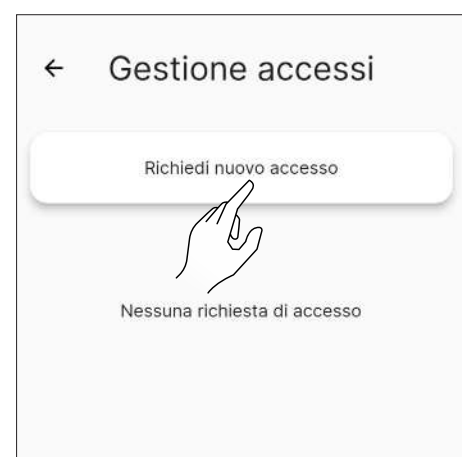 Gestione accessi
Richiedi nuovo accesso
Nessuna richiesta di accesso